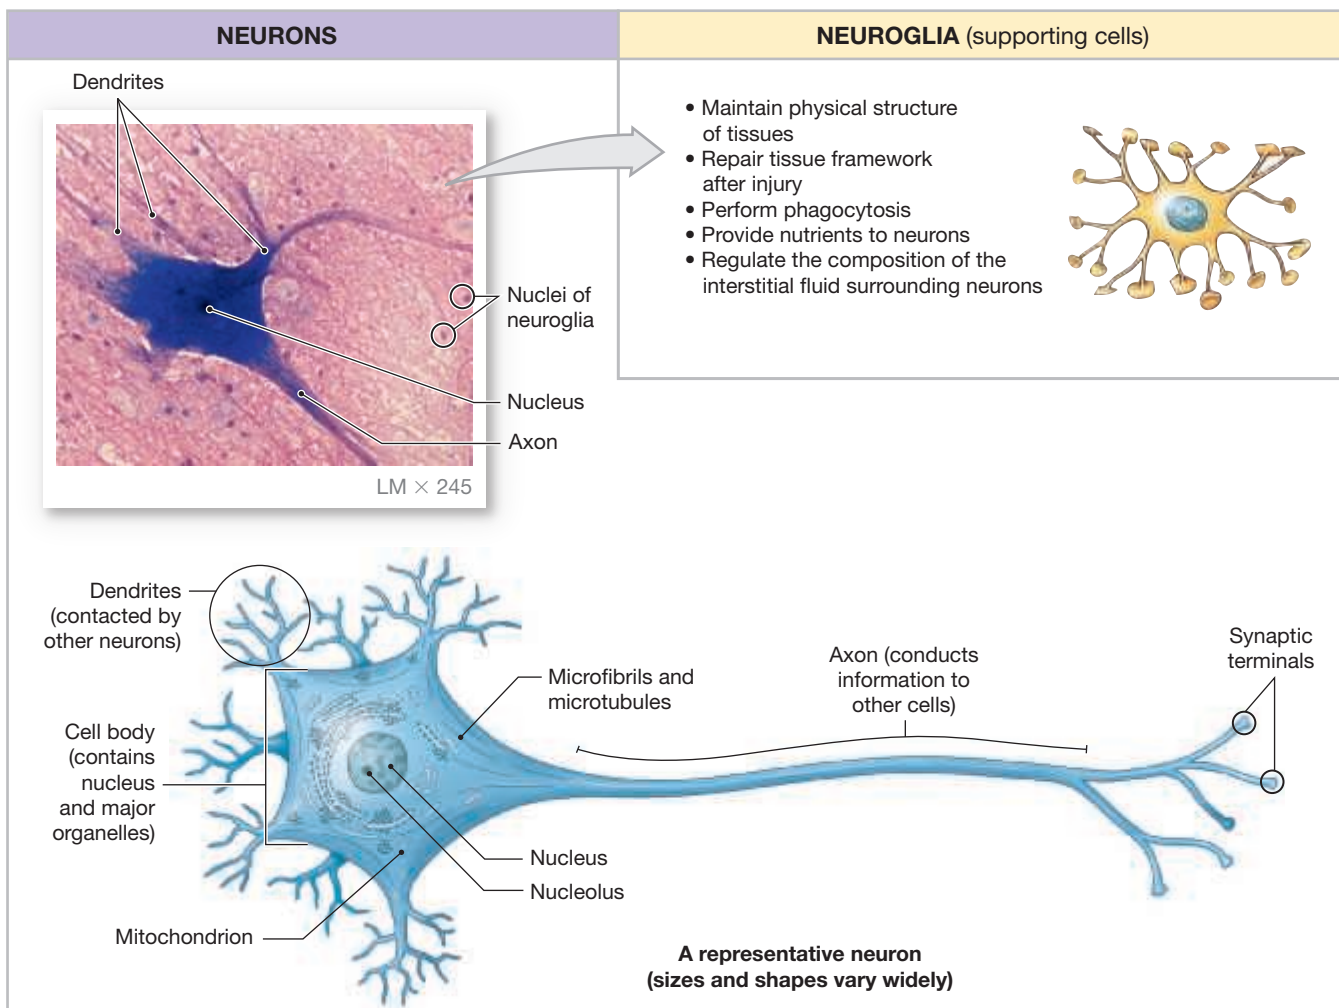 NEURONS
NEUROGLIA (supporting cells)
Dendrites
Nuclei of
neuroglia
Nucleus
Axon
LM × 245
• Maintain physical structure
of tissues
• Repair tissue framework
after injury
• Perform phagocytosis
• Provide nutrients to neurons
• Regulate the composition of the
interstitial fluid surrounding neurons
Dendrites
(contacted by
other neurons)
Cell body
(contains
nucleus
and major
organelles)
Mitochondrion
Microfibrils and
microtubules
Nucleus
Nucleolus
Axon (conducts
information to
other cells)
Synaptic
terminals
A representative neuron
(sizes and shapes vary widely)